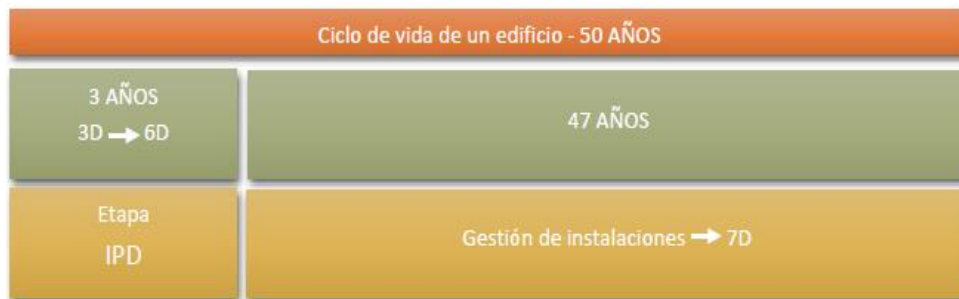 Ciclo de vida de un edificio - 50 AÑOS
3 AÑOS
3D → 6D
47 AÑOS
Etapa
IPD
Gestión de instalaciones → 7D